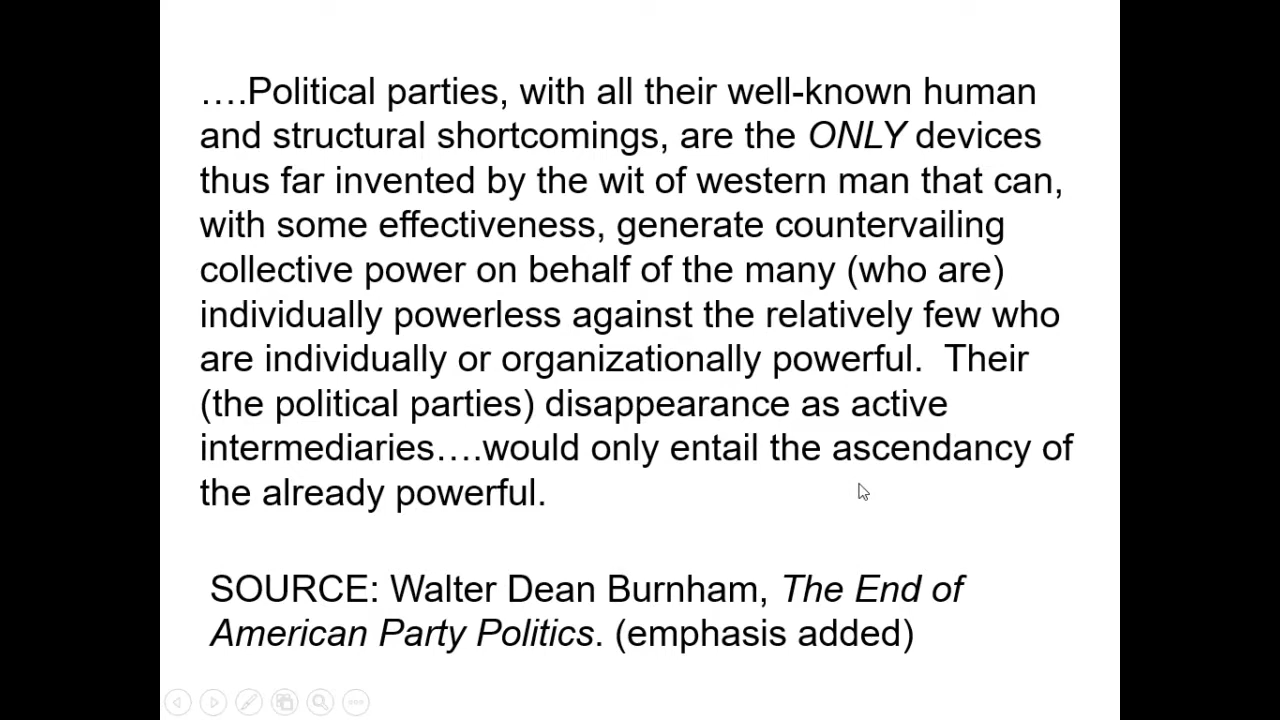 ….Political parties, with all their well-known human
and structural shortcomings, are the ONLY devices
thus far invented by the wit of western man that can,
with some effectiveness, generate countervailing
collective power on behalf of the many (who are)
individually powerless against the relatively few who
are individually or organizationally powerful.  Their
(the political parties) disappearance as active
intermediaries….would only entail the ascendancy of
the already powerful.
SOURCE: Walter Dean Burnham, The End of
American Party Politics. (emphasis added)